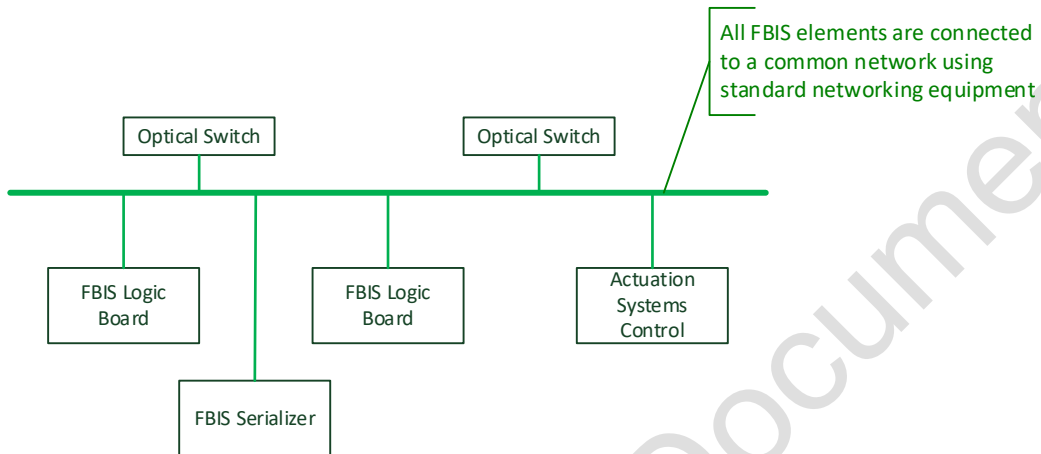 All FBIS elements are connected
to a common network using
standard networking equipment
Optical Switch
Optical Switch
FBIS Logic
Board
FBIS Logic
Board
Actuation
Systems
Control
FBIS Serializer